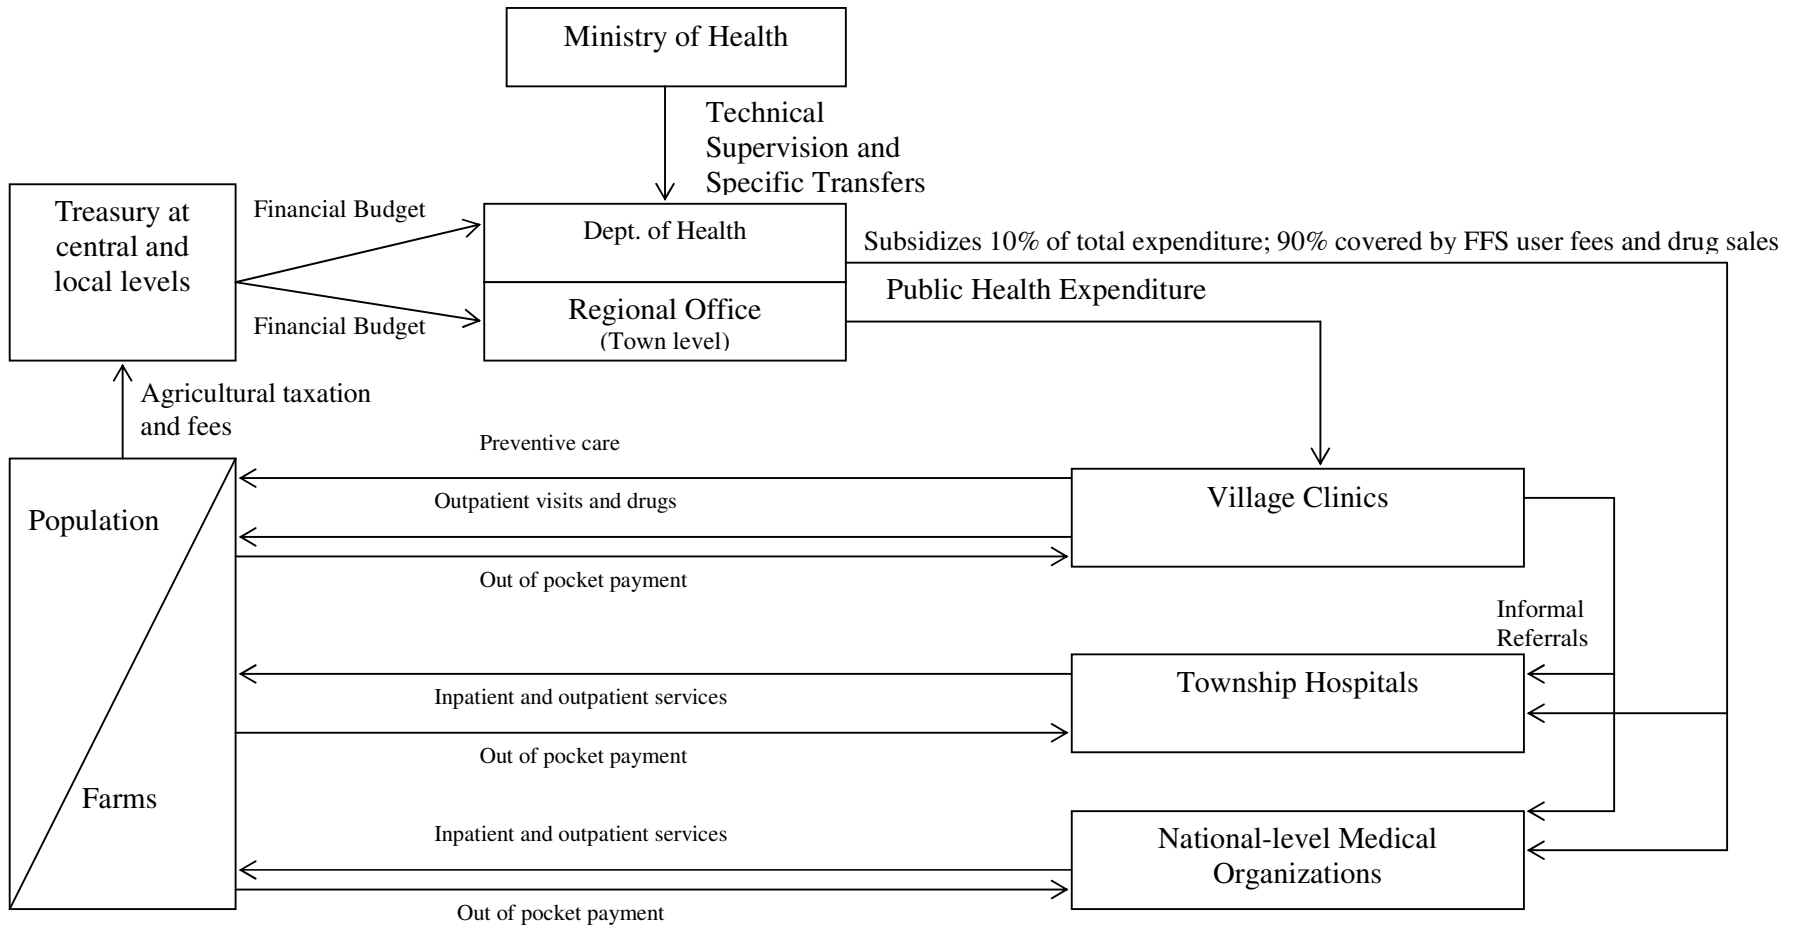 Ministry of Health
Technical
Supervision and
Specific Transfers
Treasury at
central and
local levels
Financial Budget
Financial Budget
Dept. of Health
Regional Office
(Town level)
Subsidizes 10% of total expenditure; 90% covered by FFS user fees and drug sales
Public Health Expenditure
Agricultural taxation
and fees
Population
Farms
Preventive care
Outpatient visits and drugs
Out of pocket payment
Village Clinics
Informal
Referrals
Inpatient and outpatient services
Out of pocket payment
Township Hospitals
Inpatient and outpatient services
Out of pocket payment
National-level Medical
Organizations